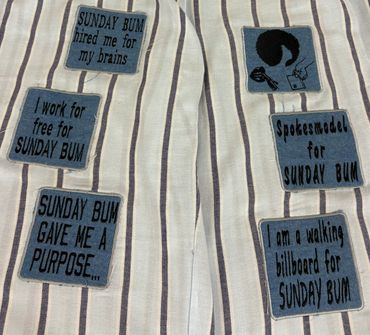 SUNDAY BUM
hired me for
my brains
I work for
free for
SUNDAY BUM
SUNDAY BUM
GAVE ME A
PURPOSE...
Spokesmodel
for
SUNDAY BUM
I am a walking
billboard for
SUNDAY BUM